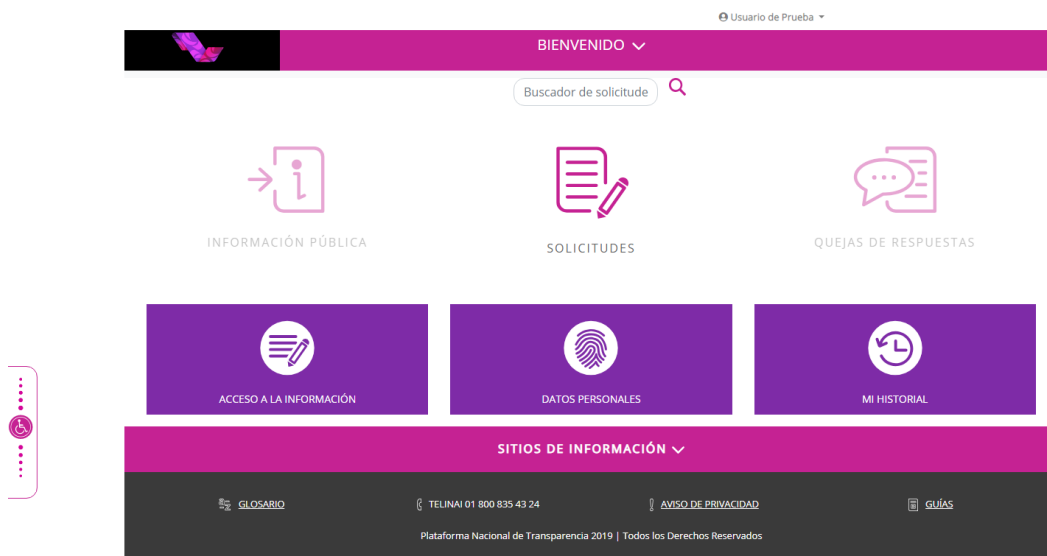 Usuario de Prueba
BIENVENIDO
Buscador de solicitude
INFORMACIÓN PÚBLICA
SOLICITUDES
QUEJAS DE RESPUESTAS
ACCESO A LA INFORMACIÓN
DATOS PERSONALES
MI HISTORIAL
SITIOS DE INFORMACIÓN
GLOSARIO
TELINAI 01 800 835 43 24
AVISO DE PRIVACIDAD
GUÍAS
Plataforma Nacional de Transparencia 2019 | Todos los Derechos Reservados